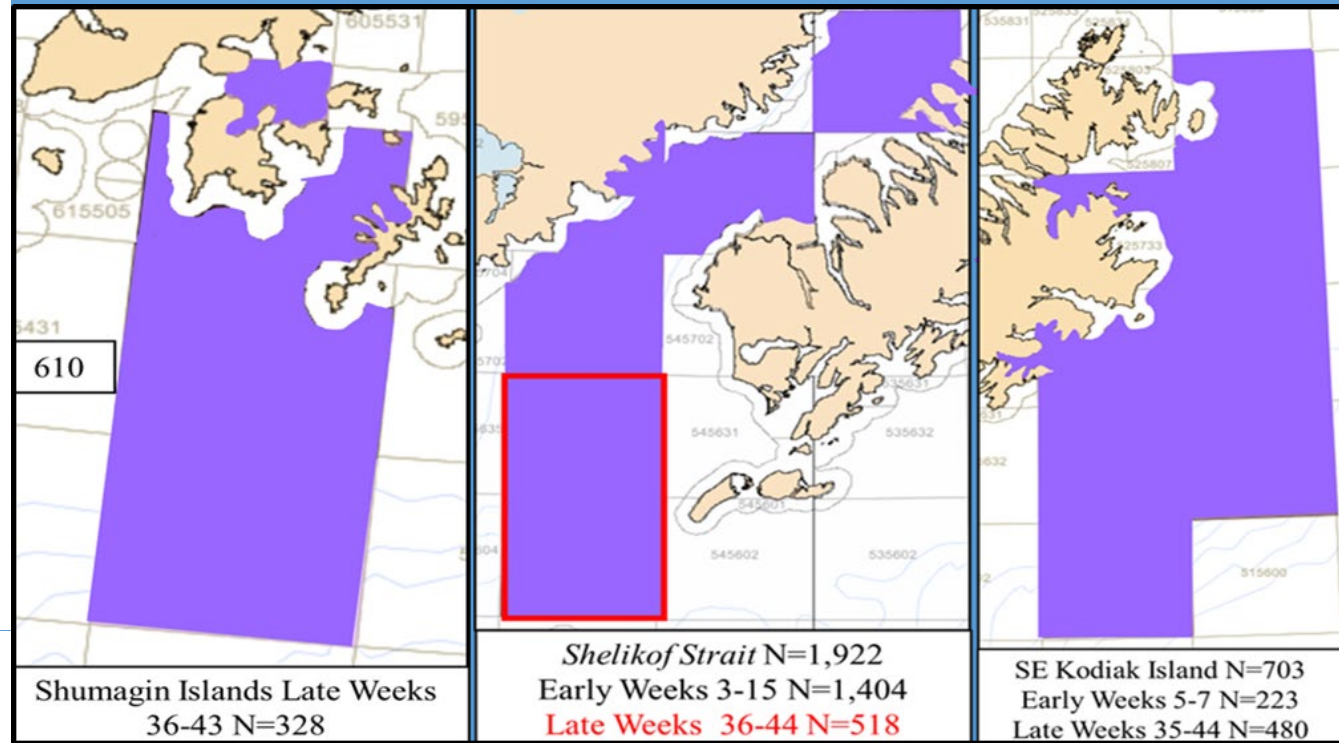 605531
615505
610
Shumagin Islands Late Weeks
36-43 N=328
545702
545631
535631
535632
545601
545602
535602
Shelikof Strait N=1,922
Early Weeks 3-15 N=1,404
Late Weeks 36-44 N=518
535831
525834
525803
525807
525733
515600
SE Kodiak Island N=703
Early Weeks 5-7 N=223
Late Weeks 35-44 N=480